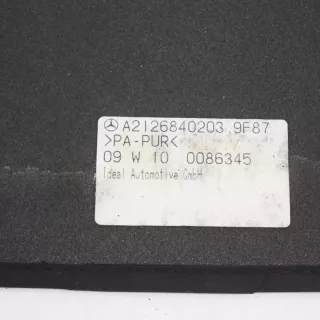 A2126840203 9F87
>PA-PUR<
09 W 10 0086345
Ideal Automotive GmbH